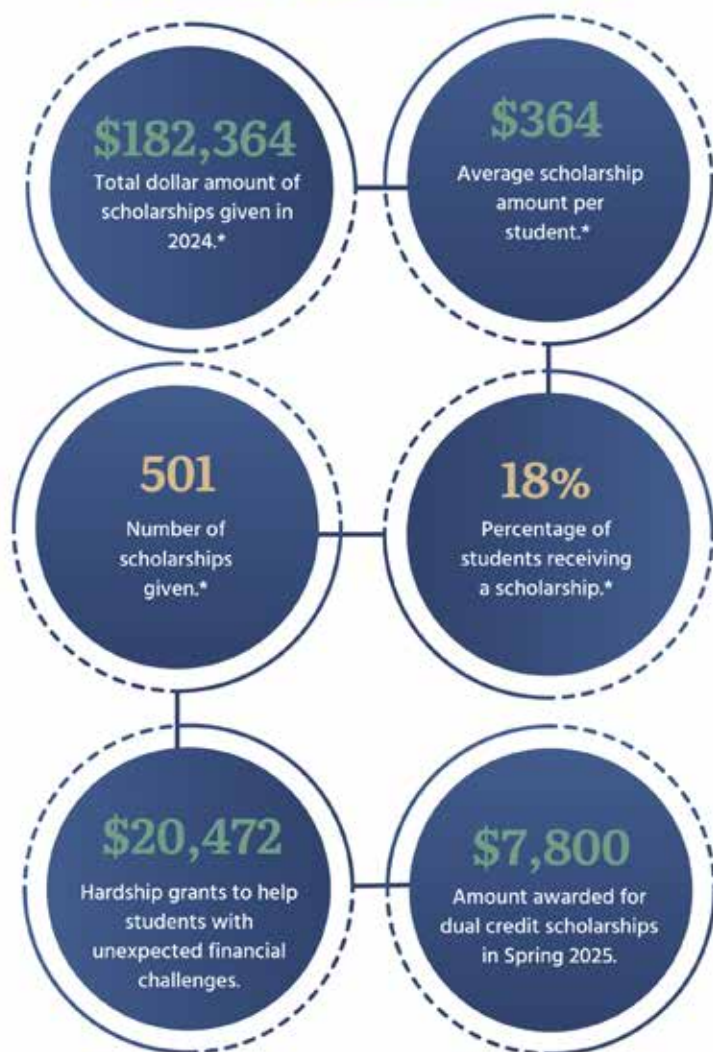 $182,364
Total dollar amount of
scholarships given in
2024.*
$364
Average scholarship
amount per
student.*
501
Number of
scholarships
given.*
18%
Percentage of
students receiving
a scholarship.*
$20,472
Hardship grants to help
students with
unexpected financial
challenges.
$7,800
Amount awarded for
dual credit scholarships
in Spring 2025.